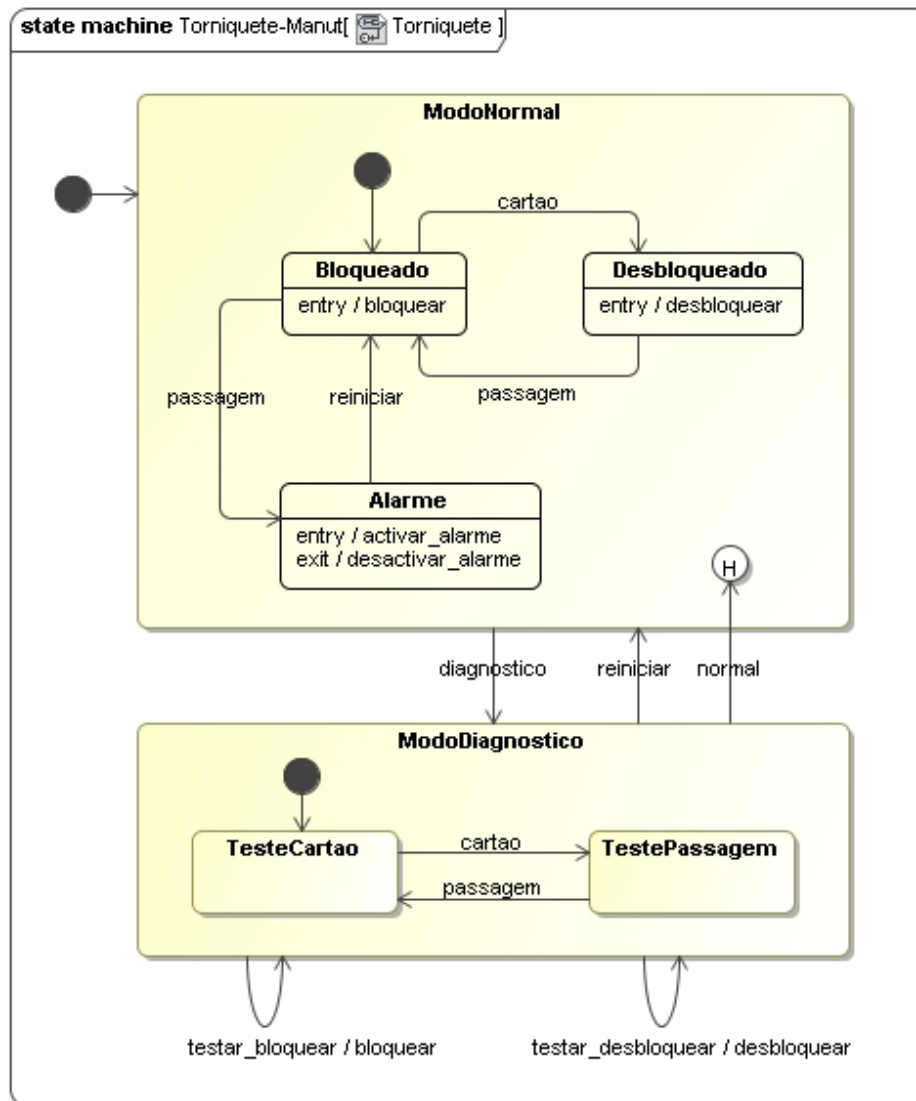 state machine Torniquete-Manut[ Torniquete ]
ModoNormal
cartao
Bloqueado
entry / bloquear
Desbloqueado
entry / desbloquear
passagem
reiniciar
passagem
Alarme
entry / activar_alarme
exit / desactivar_alarme
H
diagnostico
reiniciar
normal
ModoDiagnostico
TesteCartao
cartao
TestePassagem
passagem
testar_bloquear / bloquear
testar_desbloquear / desbloquear